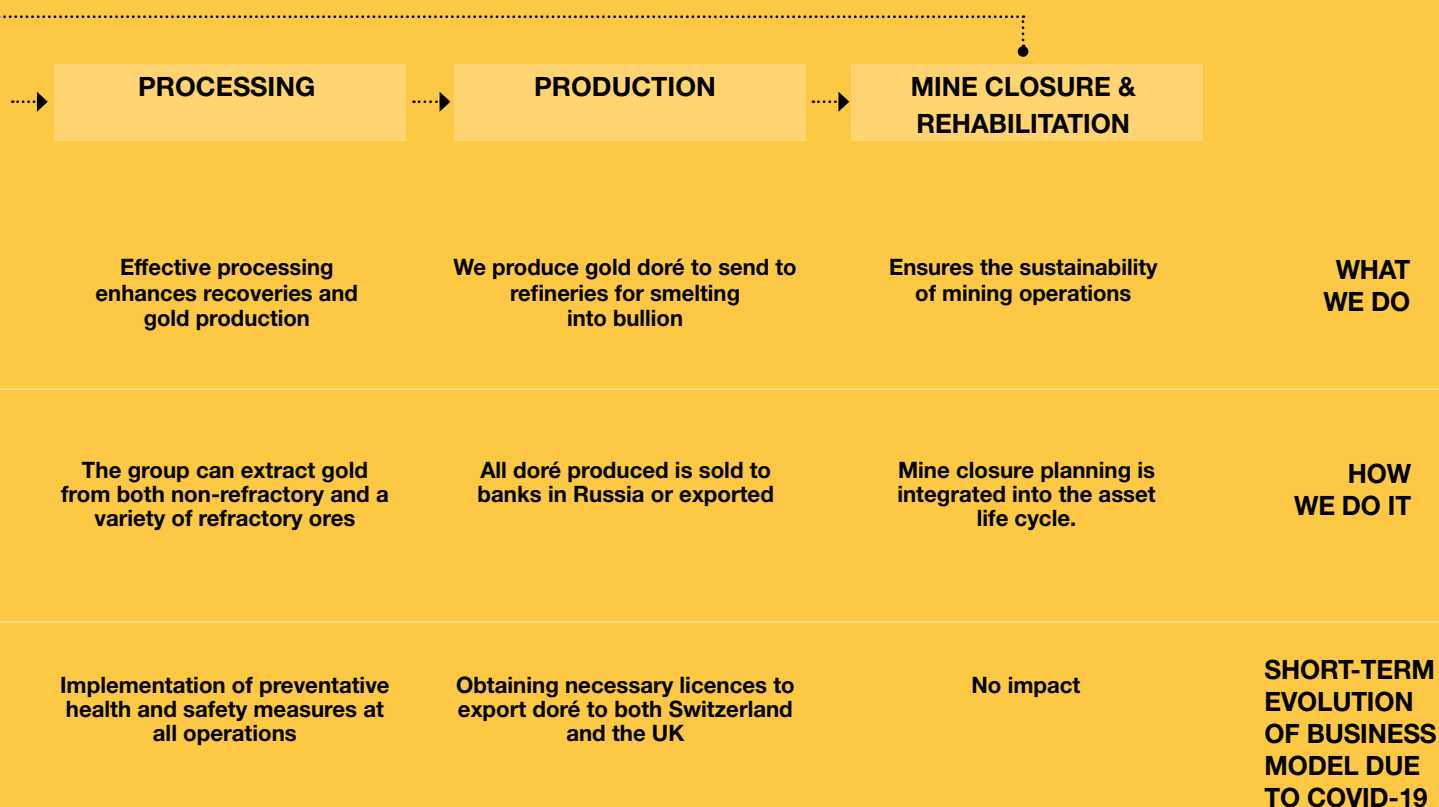 PROCESSING
PRODUCTION
MINE CLOSURE &
REHABILITATION
Effective processing
enhances recoveries and
gold production
We produce gold doré to send to
refineries for smelting
into bullion
Ensures the sustainability
of mining operations
WHAT
WE DO
The group can extract gold
from both non-refractory and a
variety of refractory ores
All doré produced is sold to
banks in Russia or exported
Mine closure planning is
integrated into the asset
life cycle.
HOW
WE DO IT
Implementation of preventative
health and safety measures at
all operations
Obtaining necessary licences to
export doré to both Switzerland
and the UK
No impact
SHORT-TERM
EVOLUTION
OF BUSINESS
MODEL DUE
TO COVID-19